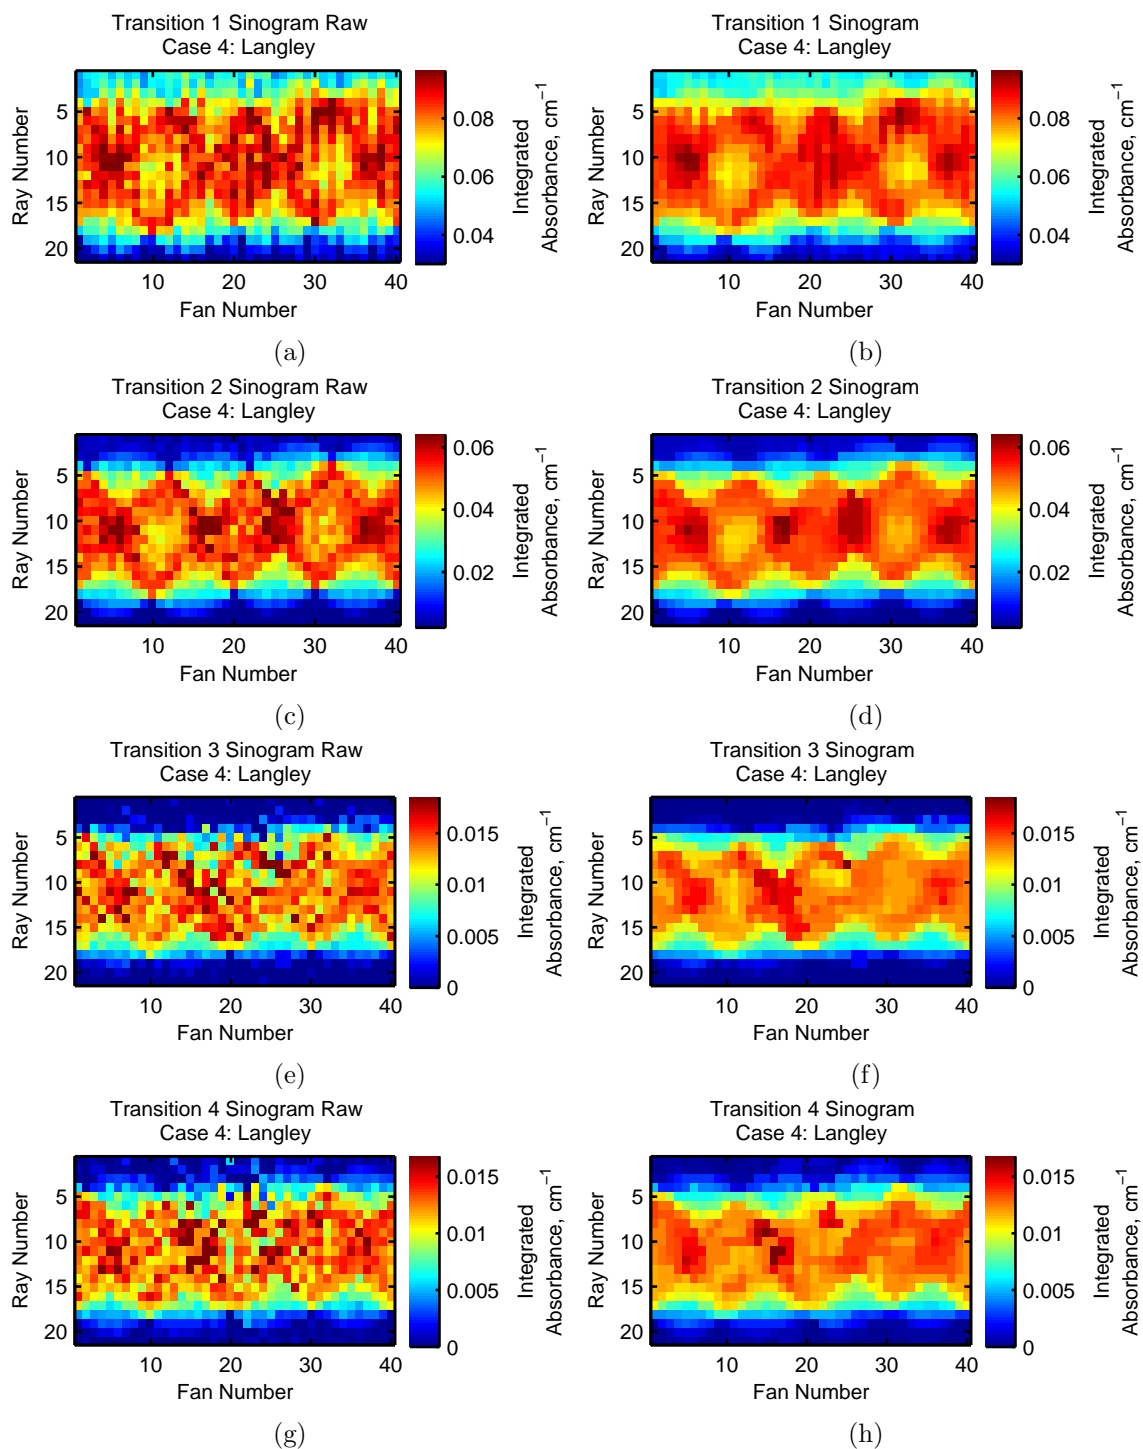 Transition 1 Sinogram Raw
Case 4: Langley
Ray Number
5
10
15
20
10
20
30
40
Fan Number
0.08
0.06
0.04
Integrated
Absorbance, cm⁻¹
(a)
Transition 1 Sinogram
Case 4: Langley
Ray Number
5
10
15
20
10
20
30
40
Fan Number
0.08
0.06
0.04
Integrated
Absorbance, cm⁻¹
(b)
Transition 2 Sinogram Raw
Case 4: Langley
Ray Number
5
10
15
20
10
20
30
40
Fan Number
0.06
0.04
0.02
Integrated
Absorbance, cm⁻¹
(c)
Transition 2 Sinogram
Case 4: Langley
Ray Number
5
10
15
20
10
20
30
40
Fan Number
0.06
0.04
0.02
Integrated
Absorbance, cm⁻¹
(d)
Transition 3 Sinogram Raw
Case 4: Langley
Ray Number
5
10
15
20
10
20
30
40
Fan Number
0.015
0.01
0.005
0
Integrated
Absorbance, cm⁻¹
(e)
Transition 3 Sinogram
Case 4: Langley
Ray Number
5
10
15
20
10
20
30
40
Fan Number
0.015
0.01
0.005
0
Integrated
Absorbance, cm⁻¹
(f)
Transition 4 Sinogram Raw
Case 4: Langley
Ray Number
5
10
15
20
10
20
30
40
Fan Number
0.015
0.01
0.005
0
Integrated
Absorbance, cm⁻¹
(g)
Transition 4 Sinogram
Case 4: Langley
Ray Number
5
10
15
20
10
20
30
40
Fan Number
0.015
0.01
0.005
0
Integrated
Absorbance, cm⁻¹
(h)